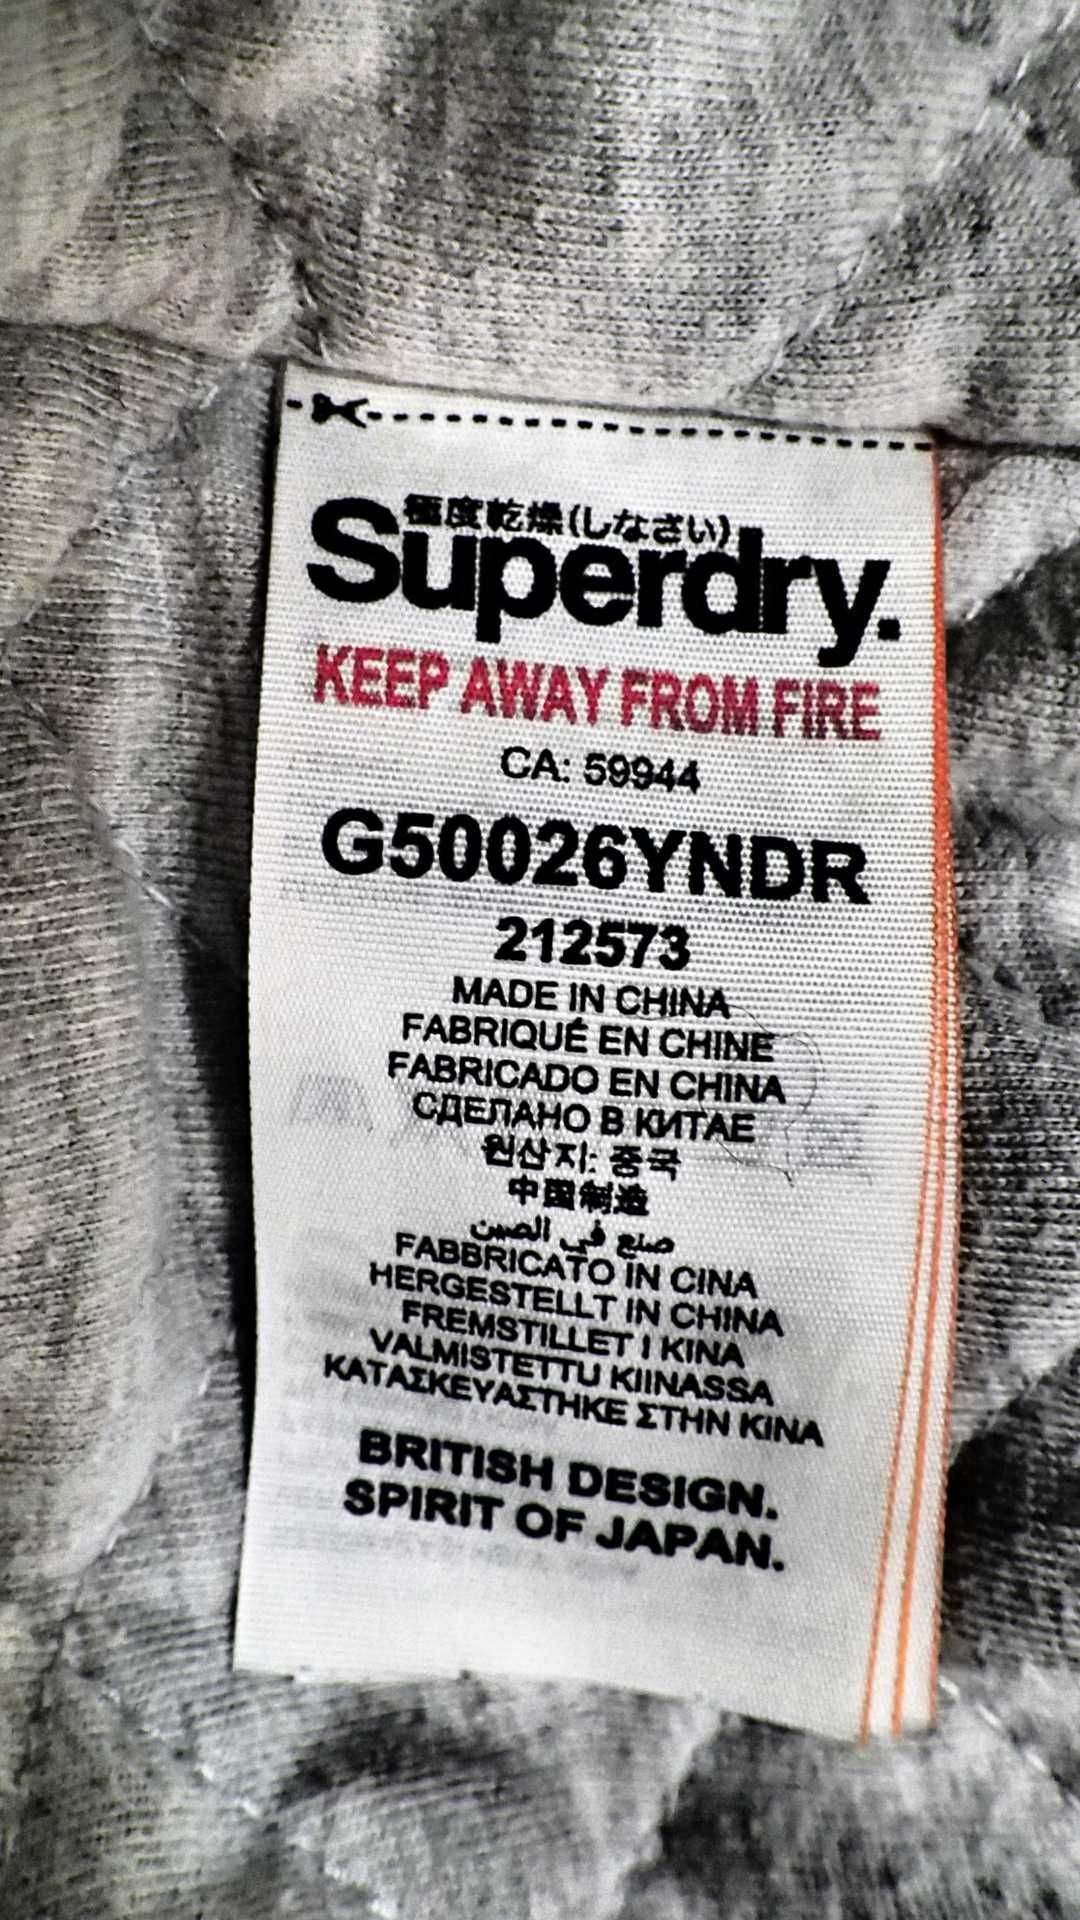 極度乾燥(しなさい)
Superdry.
KEEP AWAY FROM FIRE
CA: 59944
G50026YNDR
212573
MADE IN CHINA
FABRIQUÉ EN CHINE
FABRICADO EN CHINA
СДЕЛАНО В КИТАЕ
원산지: 중국
中国制造
صنع في الصين
FABBRICATO IN CINA
HERGESTELLT IN CHINA
FREMSTILLET I KINA
VALMISTETTU KIINASSA
ΚΑΤΑΣΚΕΥΑΣΤΗΚΕ ΣΤΗΝ ΚΙΝΑ
BRITISH DESIGN.
SPIRIT OF JAPAN.